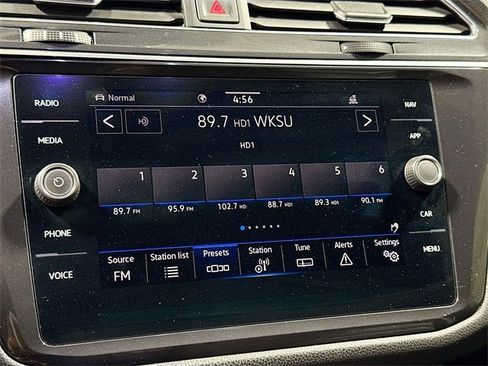 RADIO
MEDIA
PHONE
VOICE
Normal
4:56
HD
89.7 HD1 WKSU
HD1
1 2 3 4 5 6
89.7 FM 95.9 FM 102.7 HD1 88.7 HD1 89.3 HD1 90.1 FM
Source Station list Presets Station Tune Alerts Settings
FM
NAV
APP
CAR
MENU